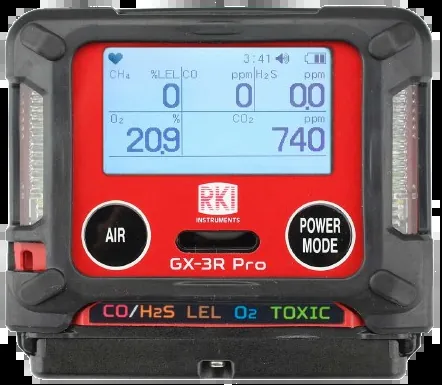 3:41
CH₄ %LEL CO ppm H₂S ppm
0 0 0.0
O₂ % CO₂ ppm
20.9 740
RKI
INSTRUMENTS
AIR
POWER
MODE
GX-3R Pro
CO/H2S LEL O2 TOXIC